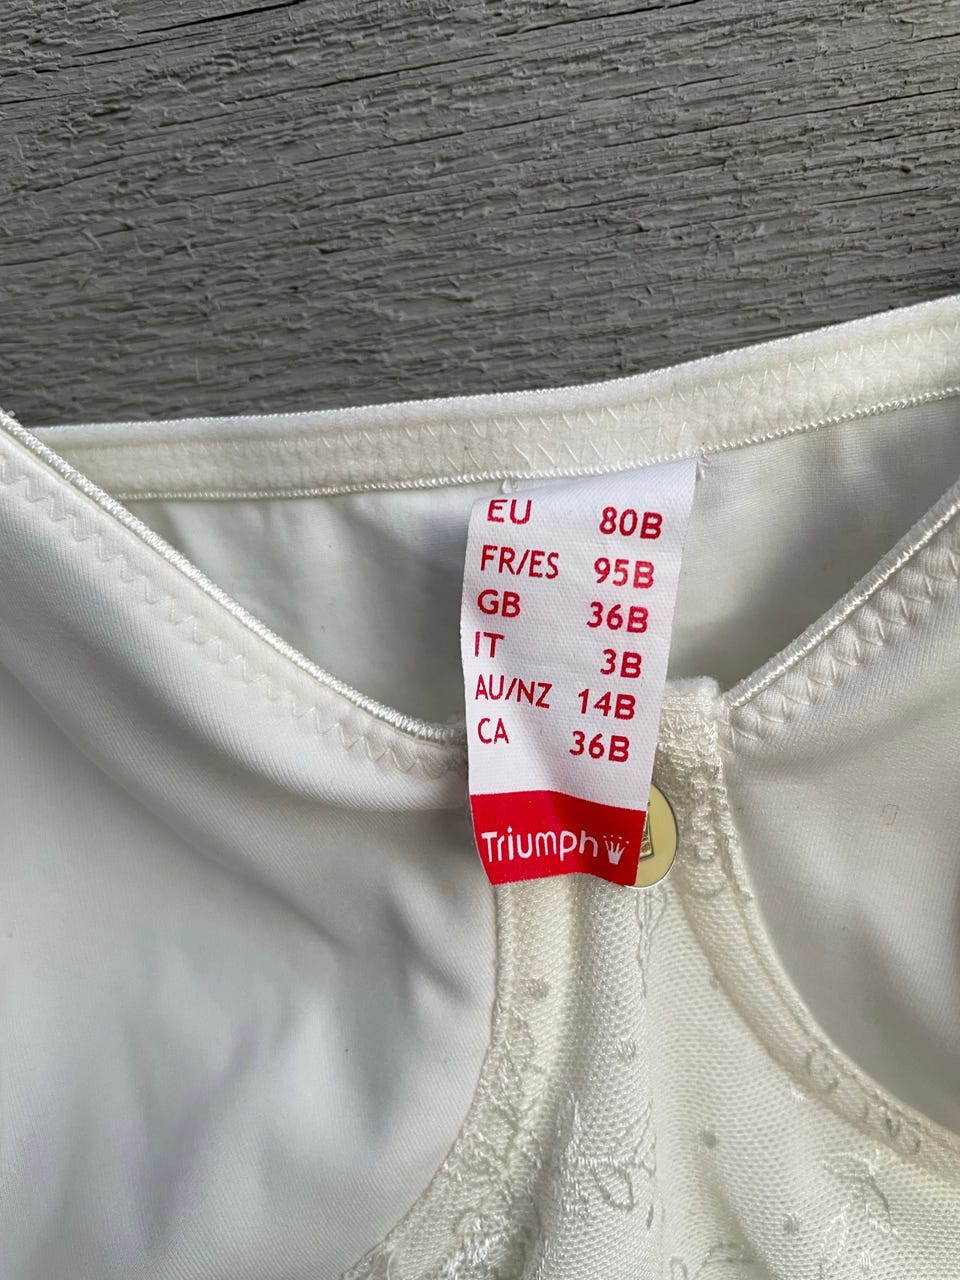 EU 80B
FR/ES 95B
GB 36B
IT 3B
AU/NZ 14B
CA 36B
Triumph